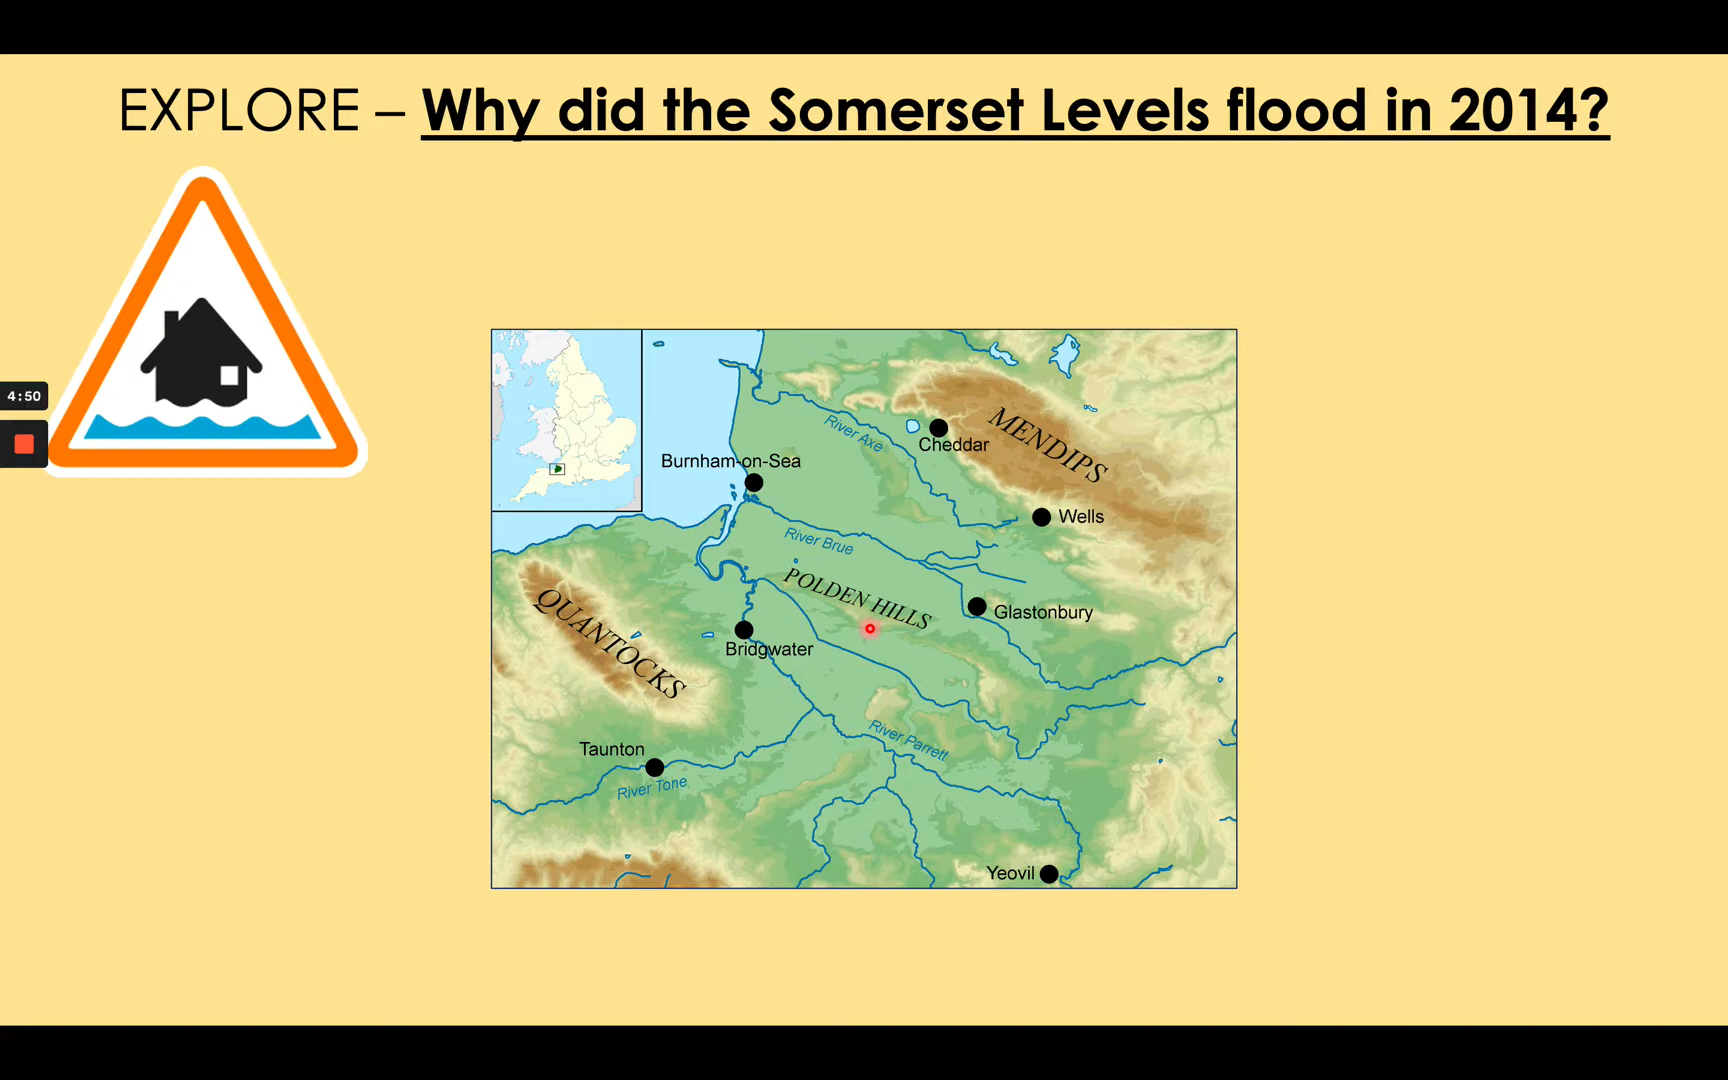 EXPLORE – Why did the Somerset Levels flood in 2014?
4:50
MENDIPS
River Axe
Cheddar
Burnham-on-Sea
Wells
River Brue
POLDEN HILLS
QUANTOCKS
Glastonbury
Bridgwater
River Parrett
Taunton
River Tone
Yeovil